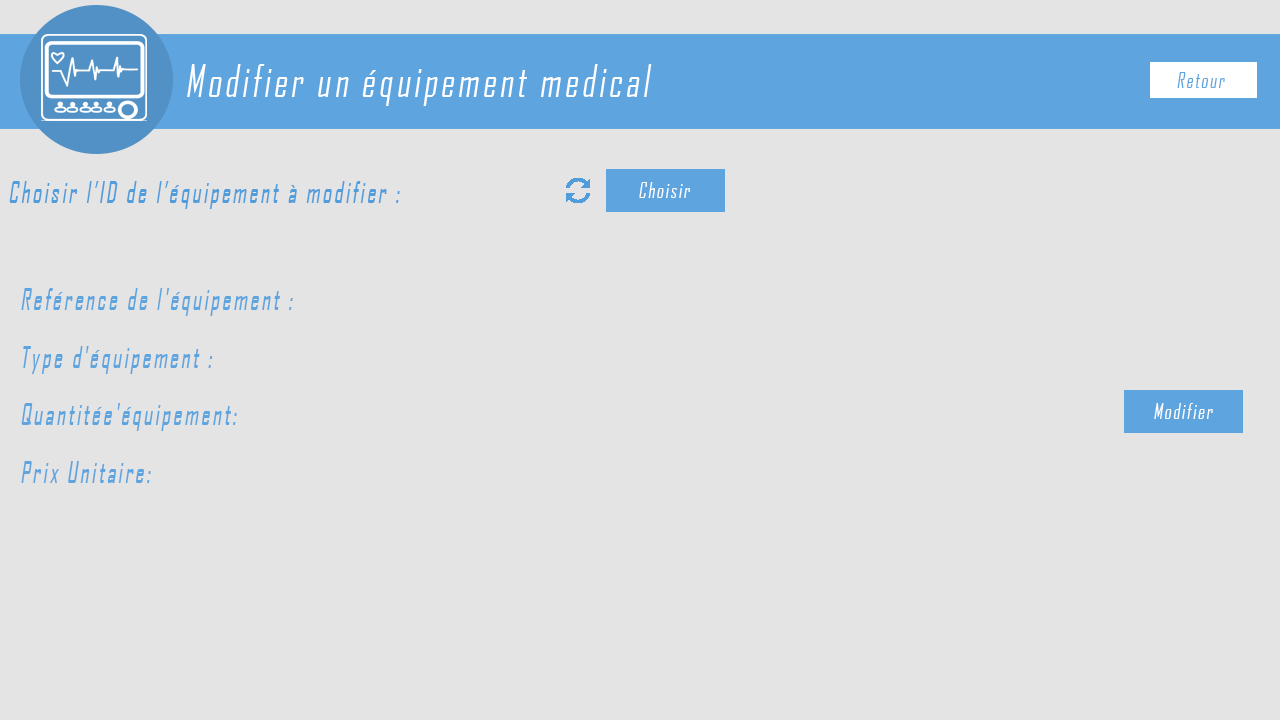 Modifier un équipement medical
Retour
Choisir l'ID de l'équipement à modifier :
Choisir
Reférence de l'équipement :
Type d'équipement :
Quantitée'équipement:
Modifier
Prix Unitaire: